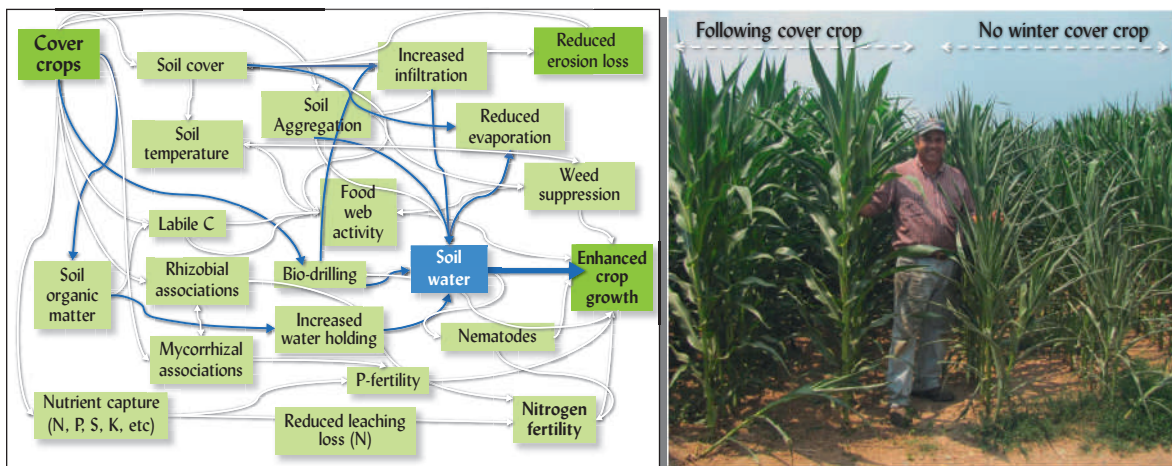 Cover
crops
Soil cover
Increased
infiltration
Reduced
erosion loss
Soil
Aggregation
Reduced
evaporation
Soil
temperature
Weed
suppression
Food
web
activity
Labile C
Soil
organic
matter
Rhizobial
associations
Bio-drilling
Soil
water
Enhanced
crop
growth
Increased
water holding
Nematodes
Mycorrhizal
associations
P-fertility
Nutrient capture
(N, P, S, K, etc)
Reduced leaching
loss (N)
Nitrogen
fertility
Following cover crop
No winter cover crop